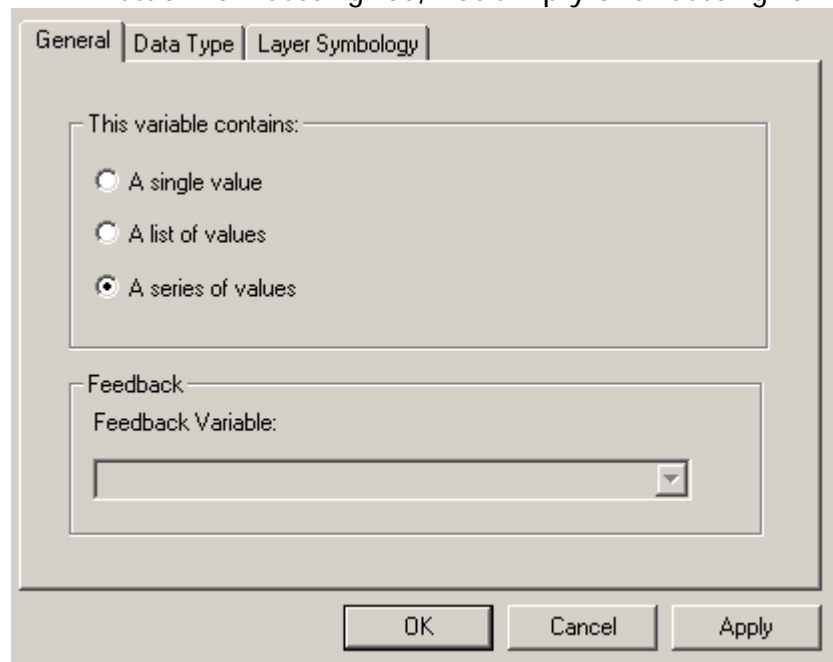 General Data Type Layer Symbology
This variable contains:
A single value
A list of values
A series of values
Feedback
Feedback Variable:
OK Cancel Apply